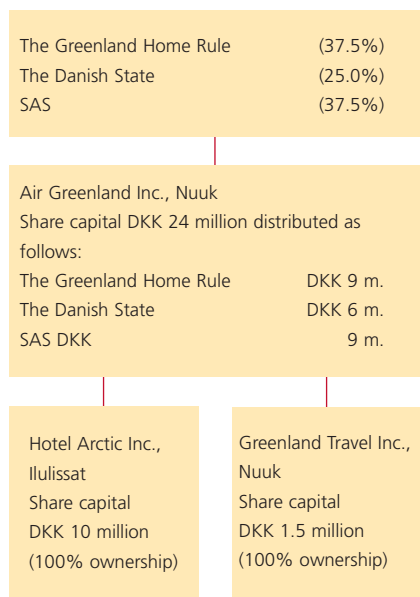 The Greenland Home Rule (37.5%)
The Danish State (25.0%)
SAS (37.5%)
Air Greenland Inc., Nuuk
Share capital DKK 24 million distributed as
follows:
The Greenland Home Rule DKK 9 m.
The Danish State DKK 6 m.
SAS DKK 9 m.
Hotel Arctic Inc.,
Ilulissat
Share capital
DKK 10 million
(100% ownership)
Greenland Travel Inc.,
Nuuk
Share capital
DKK 1.5 million
(100% ownership)